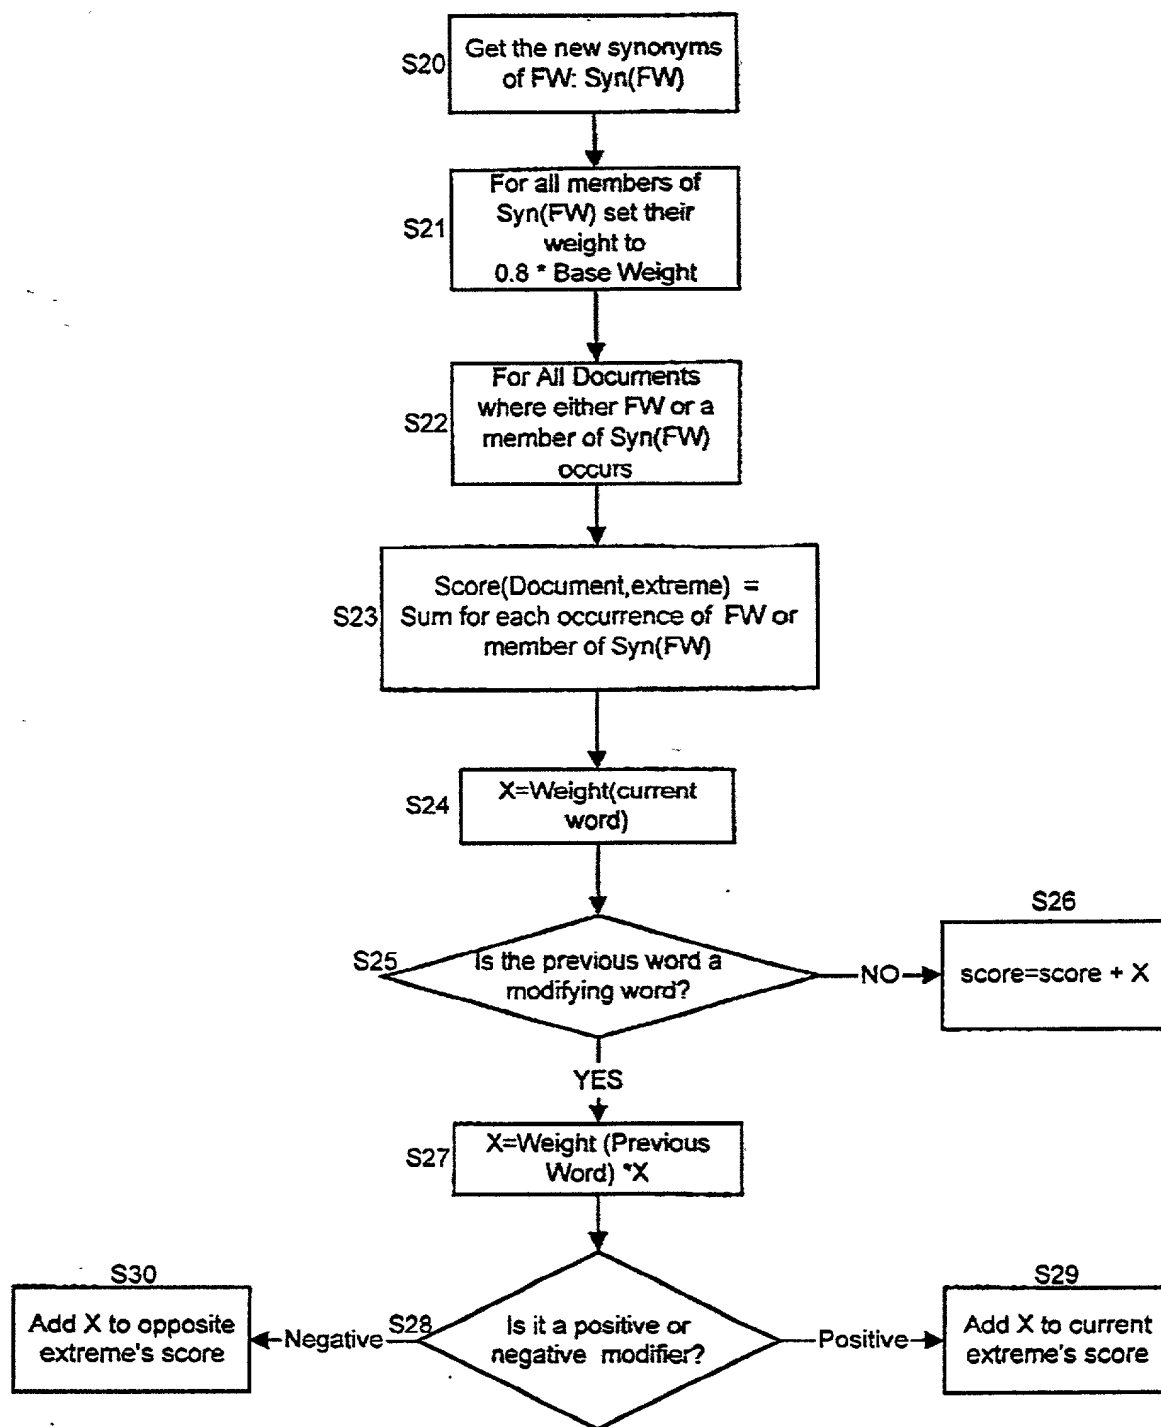 S20
Get the new synonyms
of FW: Syn(FW)
S21
For all members of
Syn(FW) set their
weight to
0.8 * Base Weight
S22
For All Documents
where either FW or a
member of Syn(FW)
occurs
S23
Score(Document,extreme) =
Sum for each occurrence of FW or
member of Syn(FW)
S24
X=Weight(current
word)
S25
Is the previous word a
modifying word?
NO
S26
score=score + X
YES
S27
X=Weight (Previous
Word) *X
S28
Is it a positive or
negative modifier?
Negative
S30
Add X to opposite
extreme's score
Positive
S29
Add X to current
extreme's score